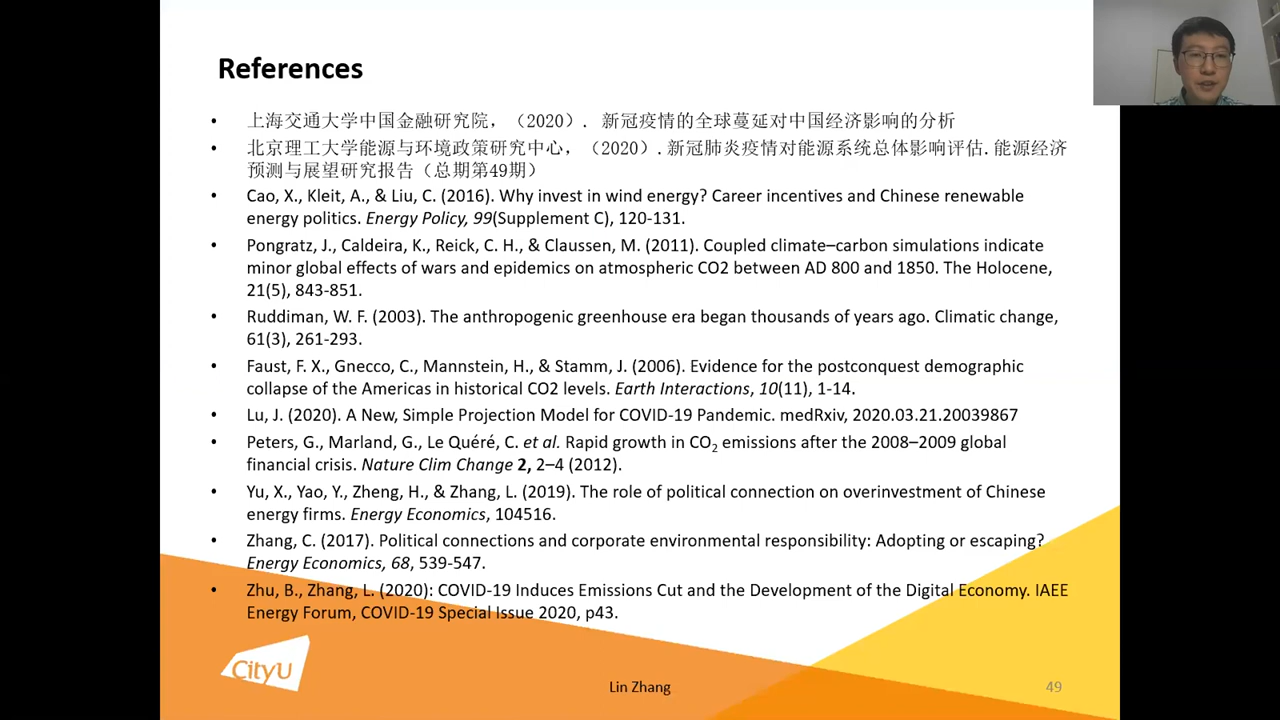 References
• 上海交通大学中国金融研究院，（2020）. 新冠疫情的全球蔓延对中国经济影响的分析
• 北京理工大学能源与环境政策研究中心，（2020）.新冠肺炎疫情对能源系统总体影响评估.能源经济
预测与展望研究报告（总期第49期）
• Cao, X., Kleit, A., & Liu, C. (2016). Why invest in wind energy? Career incentives and Chinese renewable
energy politics. Energy Policy, 99(Supplement C), 120-131.
• Pongratz, J., Caldeira, K., Reick, C. H., & Claussen, M. (2011). Coupled climate–carbon simulations indicate
minor global effects of wars and epidemics on atmospheric CO2 between AD 800 and 1850. The Holocene,
21(5), 843-851.
• Ruddiman, W. F. (2003). The anthropogenic greenhouse era began thousands of years ago. Climatic change,
61(3), 261-293.
• Faust, F. X., Gnecco, C., Mannstein, H., & Stamm, J. (2006). Evidence for the postconquest demographic
collapse of the Americas in historical CO2 levels. Earth Interactions, 10(11), 1-14.
• Lu, J. (2020). A New, Simple Projection Model for COVID-19 Pandemic. medRxiv, 2020.03.21.20039867
• Peters, G., Marland, G., Le Quéré, C. et al. Rapid growth in CO₂ emissions after the 2008–2009 global
financial crisis. Nature Clim Change 2, 2–4 (2012).
• Yu, X., Yao, Y., Zheng, H., & Zhang, L. (2019). The role of political connection on overinvestment of Chinese
energy firms. Energy Economics, 104516.
• Zhang, C. (2017). Political connections and corporate environmental responsibility: Adopting or escaping?
Energy Economics, 68, 539-547.
• Zhu, B., Zhang, L. (2020): COVID-19 Induces Emissions Cut and the Development of the Digital Economy. IAEE
Energy Forum, COVID-19 Special Issue 2020, p43.
CityU
Lin Zhang
49